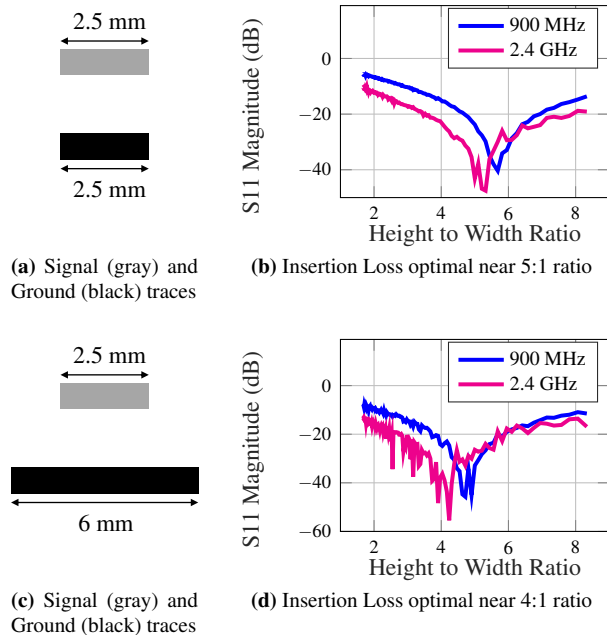 2.5 mm
2.5 mm
(a) Signal (gray) and
Ground (black) traces
900 MHz
2.4 GHz
0
−20
−40
S11 Magnitude (dB)
2 4 6 8
Height to Width Ratio
(b) Insertion Loss optimal near 5:1 ratio
2.5 mm
6 mm
(c) Signal (gray) and
Ground (black) traces
900 MHz
2.4 GHz
0
−20
−40
−60
S11 Magnitude (dB)
2 4 6 8
Height to Width Ratio
(d) Insertion Loss optimal near 4:1 ratio